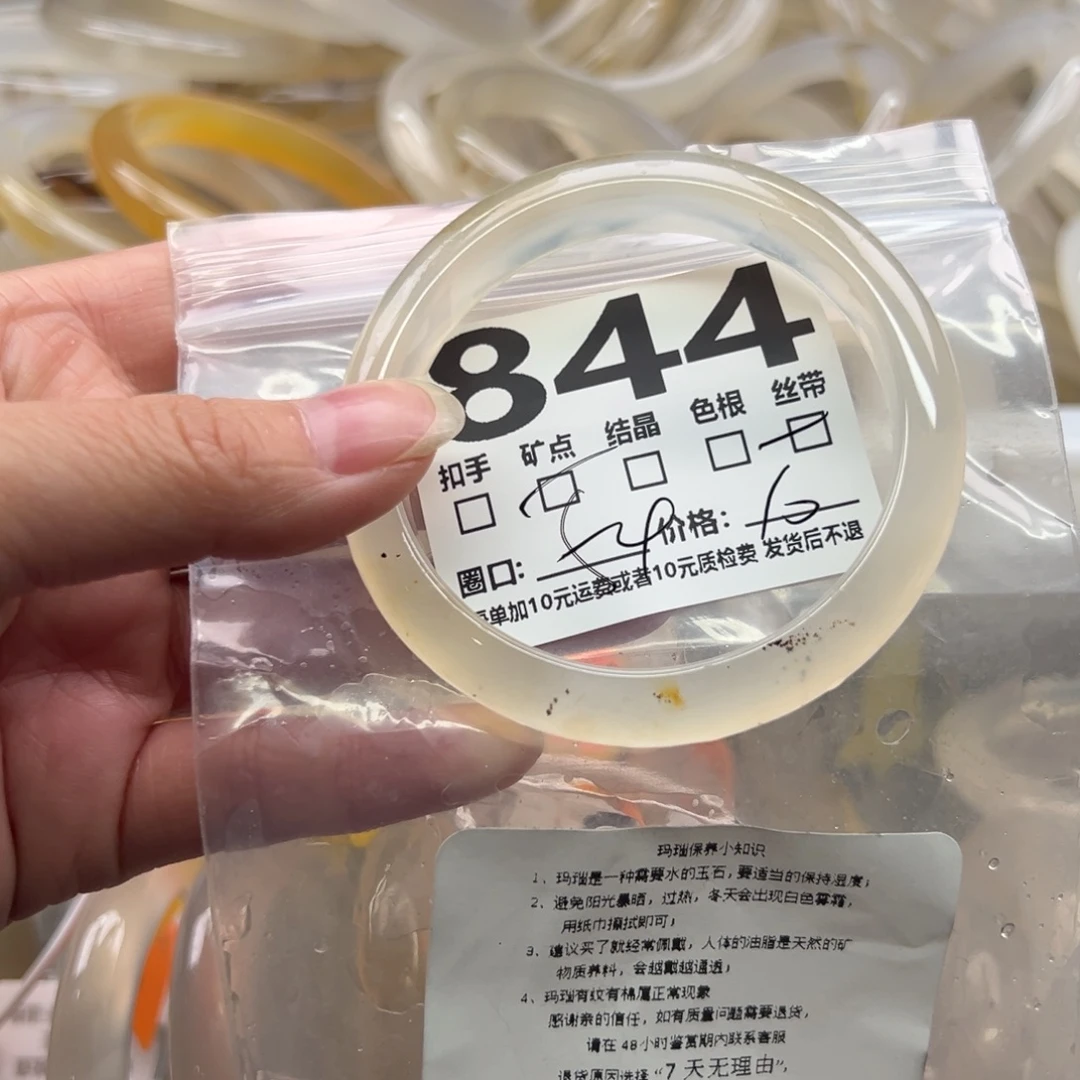 844
扣手 矿点 结晶 色根 丝带
圈口: 价格:
单加10元运费或者10元质检费 发货后不退
玛瑙保养小知识
1、玛瑙是一种需要水的玉石,要适当的保持湿度;
2、避免阳光暴晒,过热,冬天会出现白色雾霜,
用纸巾擦拭即可;
3、建议买了就经常佩戴,人体的油脂是天然的矿
物质养料,会越戴越通透;
4、玛瑙有纹有棉属正常现象
感谢亲的信任,如有质量问题需要退货,
请在48小时鉴赏期内联系客服
退货原因选择“7天无理由”,